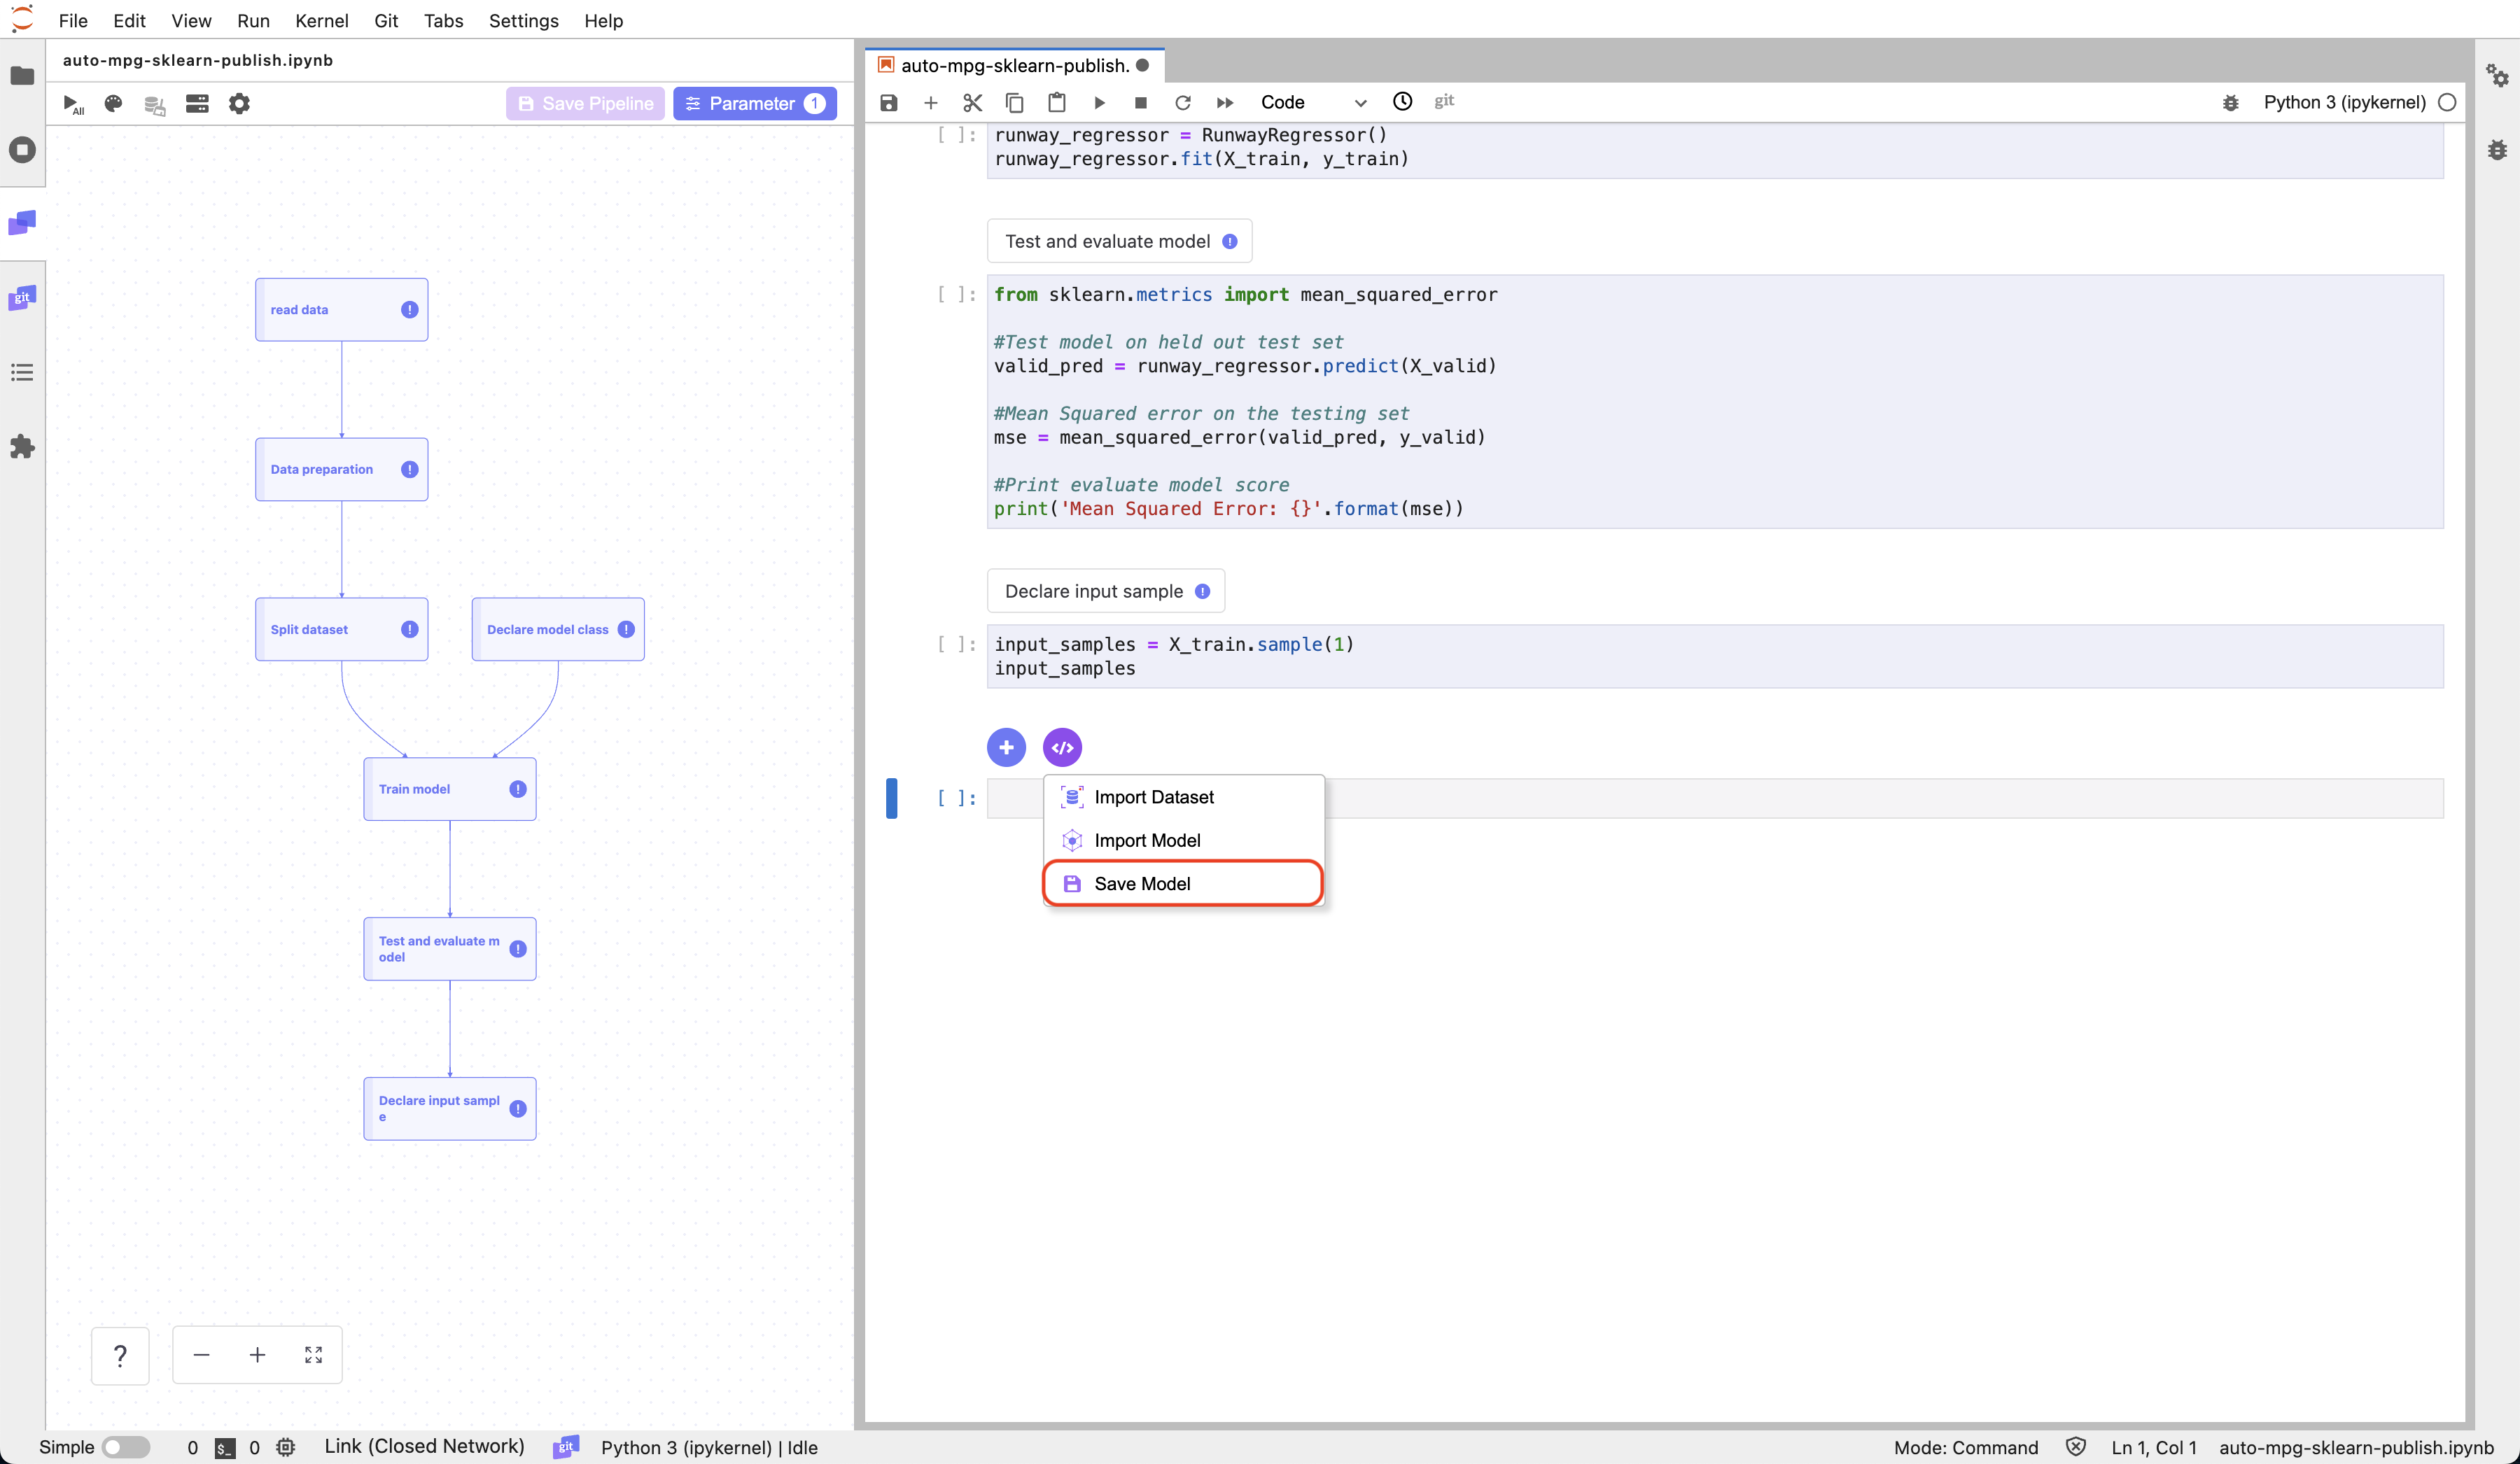 File Edit View Run Kernel Git Tabs Settings Help
auto-mpg-sklearn-publish.ipynb
All
Save Pipeline
Parameter 1
read data !
Data preparation !
Split dataset !
Declare model class !
Train model !
Test and evaluate m
odel !
Declare input sampl
e !
?
auto-mpg-sklearn-publish.
Code
git
Python 3 (ipykernel)
[ ]: runway_regressor = RunwayRegressor()
runway_regressor.fit(X_train, y_train)
Test and evaluate model !
[ ]: from sklearn.metrics import mean_squared_error
#Test model on held out test set
valid_pred = runway_regressor.predict(X_valid)
#Mean Squared error on the testing set
mse = mean_squared_error(valid_pred, y_valid)
#Print evaluate model score
print('Mean Squared Error: {}'.format(mse))
Declare input sample !
[ ]: input_samples = X_train.sample(1)
input_samples
+ </>
[ ]:
Import Dataset
Import Model
Save Model
git
Simple 0 $_ 0 Link (Closed Network) git Python 3 (ipykernel) | Idle
Mode: Command Ln 1, Col 1 auto-mpg-sklearn-publish.ipynb